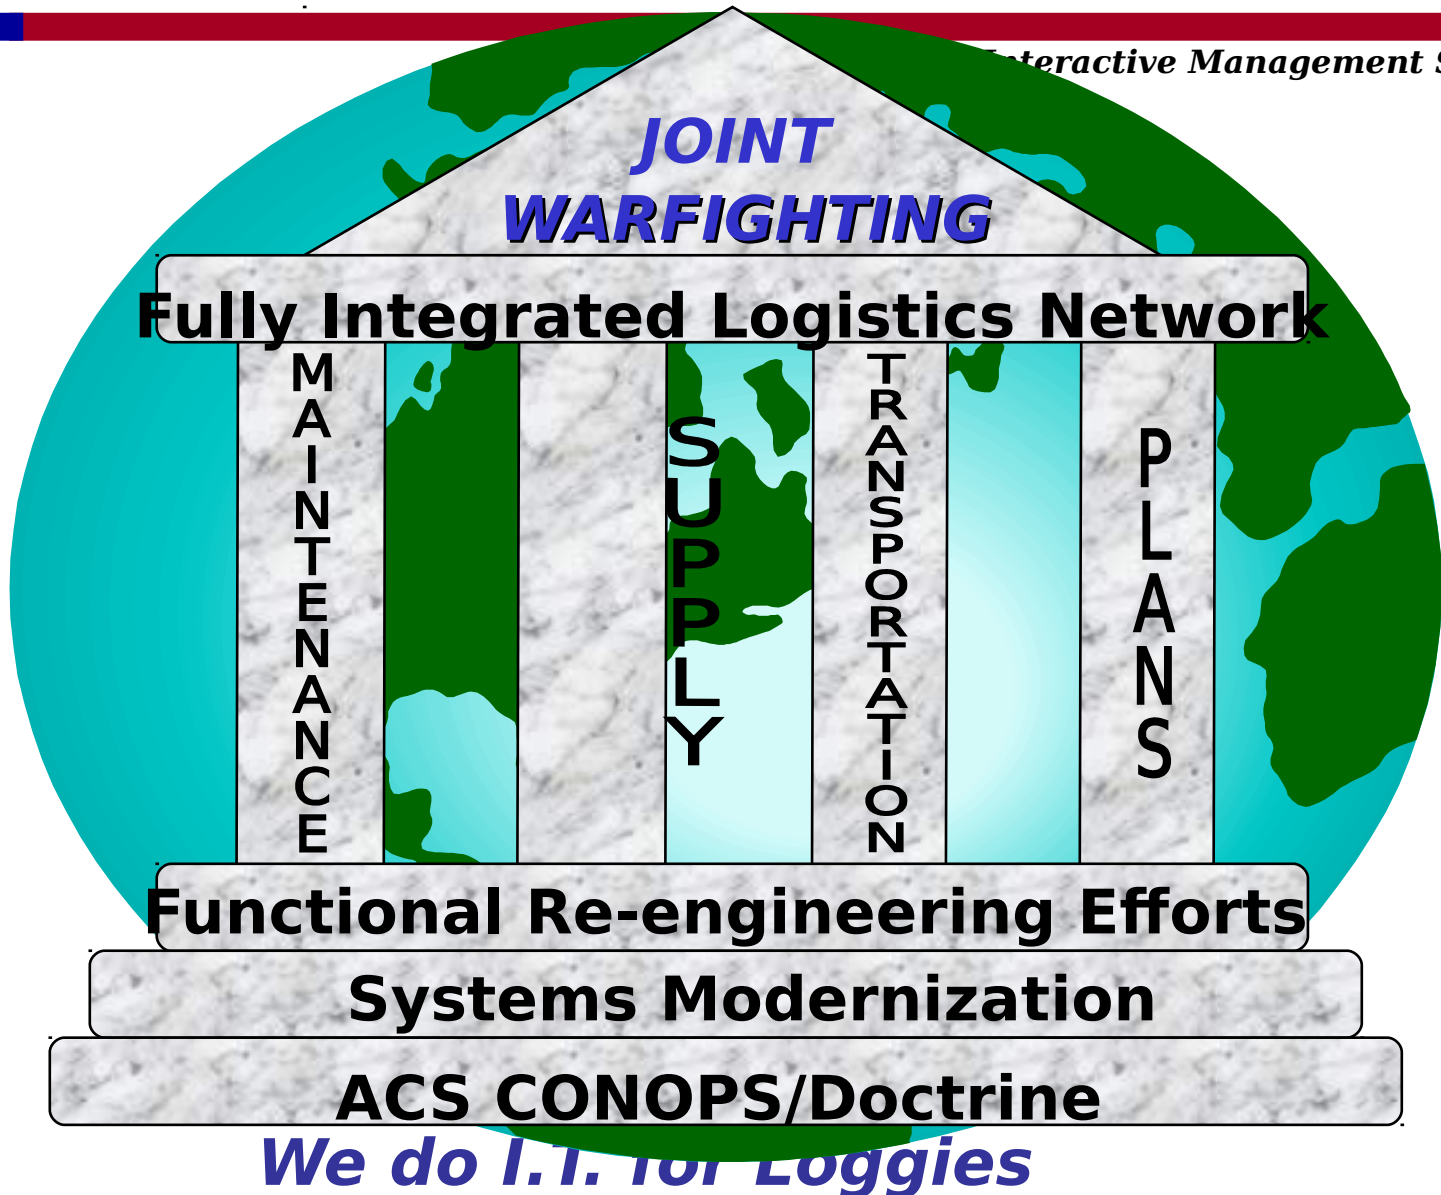 Interactive Management
JOINT
WARFIGHTING
Fully Integrated Logistics Network
MAINTENANCE
SUPPLY
TRANSPORTATION
PLANS
Functional Re-engineering Efforts
Systems Modernization
ACS CONOPS/Doctrine
We do I.T. for Loggies